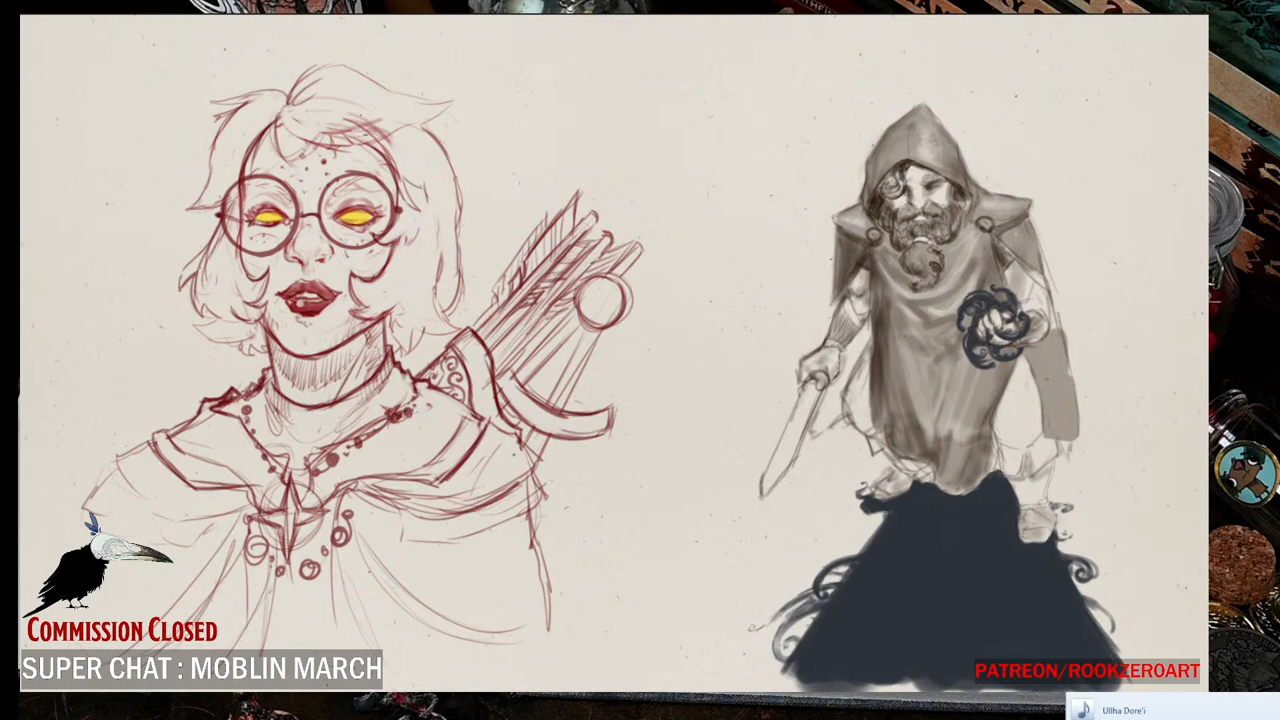 COMMISSION CLOSED
SUPER CHAT : MOBLIN MARCH
PATREON/ROOKZEROART
Ullha Dore'i